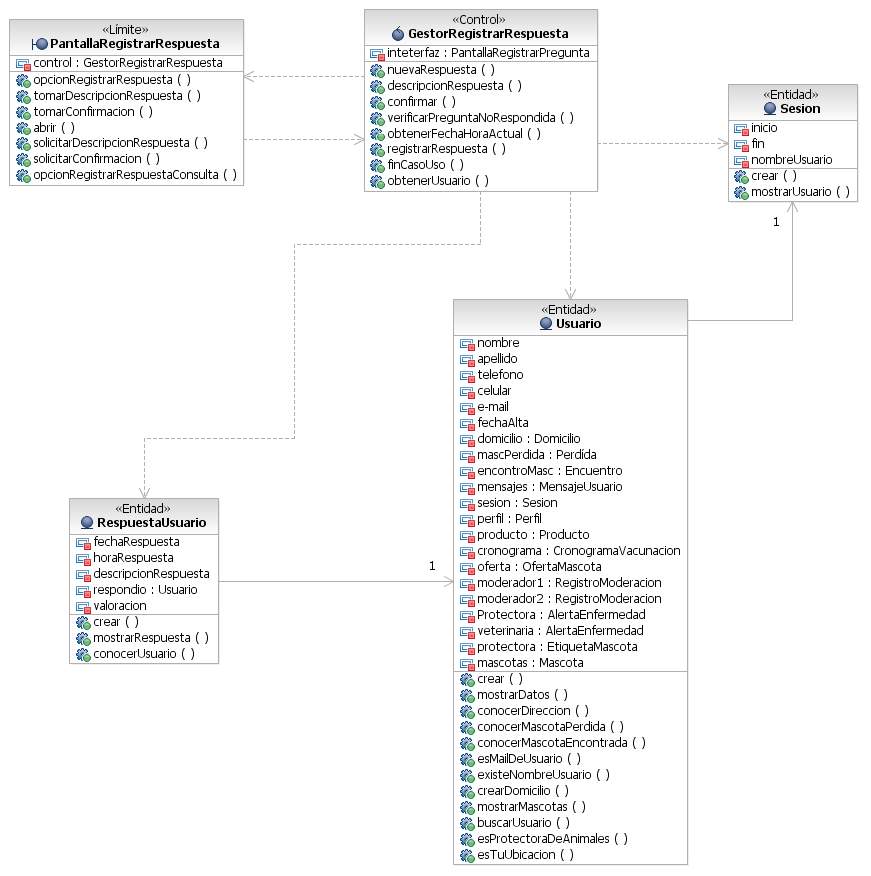 «Límite»
PantallaRegistrarRespuesta
control : GestorRegistrarRespuesta
opcionRegistrarRespuesta ( )
tomarDescripcionRespuesta ( )
tomarConfirmacion ( )
abrir ( )
solicitarDescripcionRespuesta ( )
solicitarConfirmacion ( )
opcionRegistrarRespuestaConsulta ( )
«Control»
GestorRegistrarRespuesta
inteterfaz : PantallaRegistrarPregunta
nuevaRespuesta ( )
descripcionRespuesta ( )
confirmar ( )
verificarPreguntaNoRespondida ( )
obtenerFechaHoraActual ( )
registrarRespuesta ( )
finCasoUso ( )
obtenerUsuario ( )
«Entidad»
Sesion
inicio
fin
nombreUsuario
crear ( )
mostrarUsuario ( )
1
«Entidad»
Usuario
nombre
apellido
telefono
celular
e-mail
fechaAlta
domicilio : Domicilio
mascPerdida : Perdida
encontroMasc : Encuentro
mensajes : MensajeUsuario
sesion : Sesion
perfil : Perfil
producto : Producto
cronograma : CronogramaVacunacion
oferta : OfertaMascota
moderador1 : RegistroModeracion
moderador2 : RegistroModeracion
Protectora : AlertaEnfermedad
veterinaria : AlertaEnfermedad
protectora : EtiquetaMascota
mascotas : Mascota
crear ( )
mostrarDatos ( )
conocerDireccion ( )
conocerMascotaPerdida ( )
conocerMascotaEncontrada ( )
esMailDeUsuario ( )
existeNombreUsuario ( )
crearDomicilio ( )
mostrarMascotas ( )
buscarUsuario ( )
esProtectoraDeAnimales ( )
esTuUbicacion ( )
«Entidad»
RespuestaUsuario
fechaRespuesta
horaRespuesta
descripcionRespuesta
respondio : Usuario
valoracion
crear ( )
mostrarRespuesta ( )
conocerUsuario ( )
1